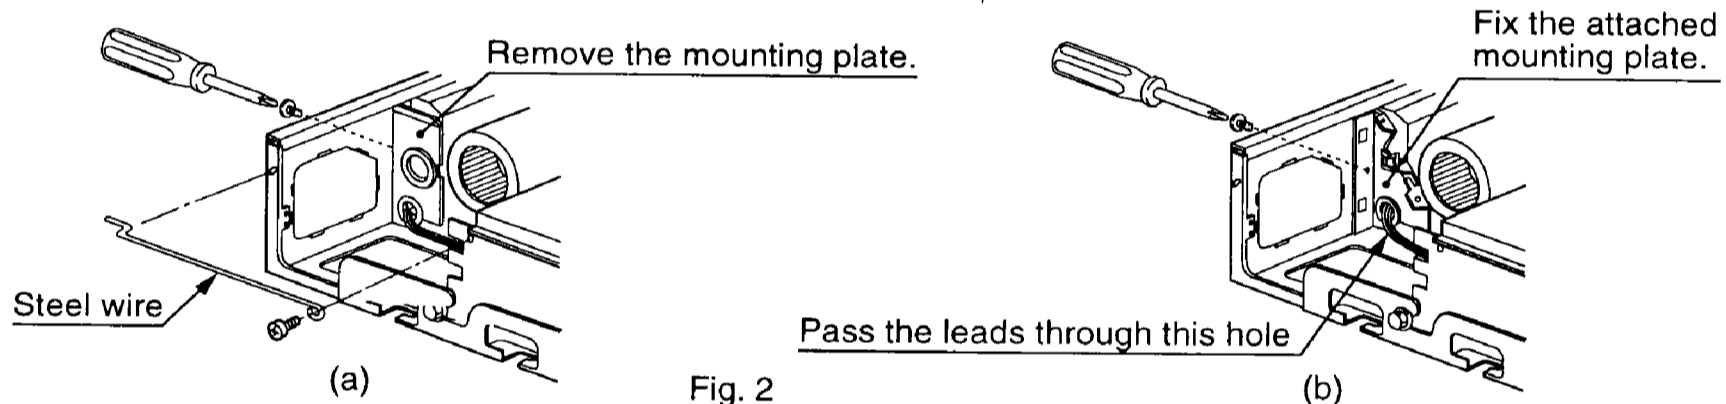 Remove the mounting plate.
Steel wire
(a)
Fig. 2
Fix the attached
mounting plate.
Pass the leads through this hole
(b)